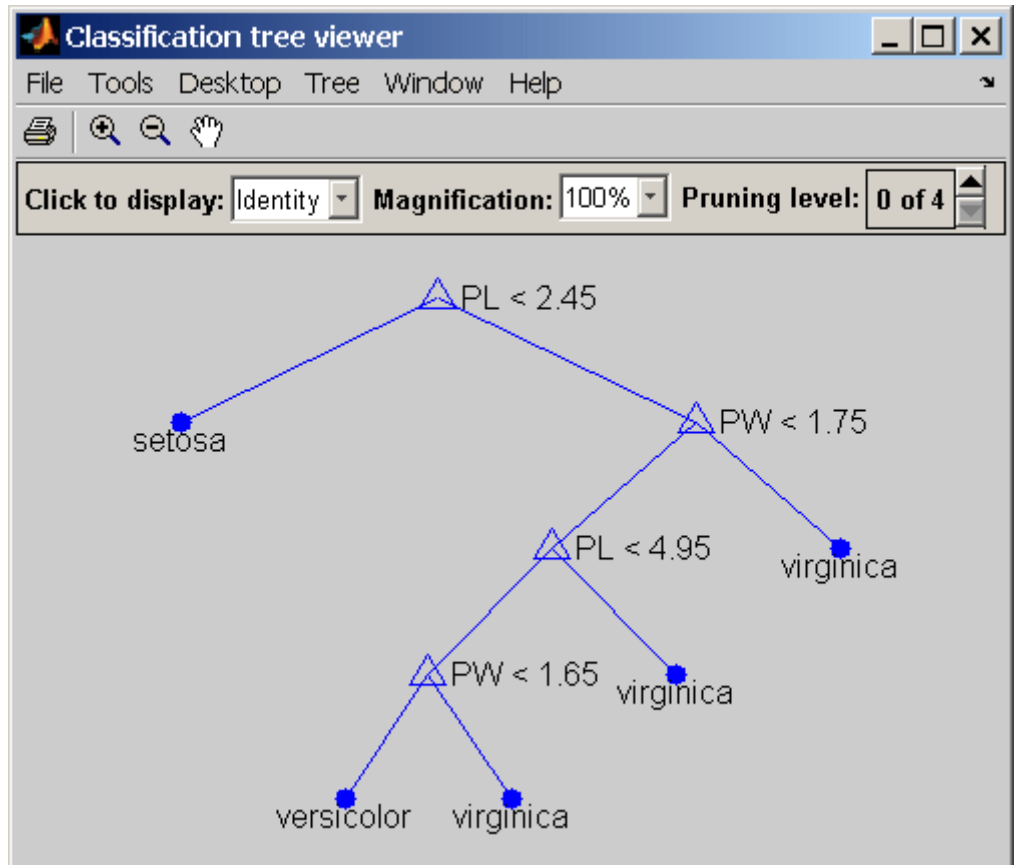 Classification tree viewer
File Tools Desktop Tree Window Help
Click to display: Identity Magnification: 100% Pruning level: 0 of 4
PL < 2.45
setosa
PW < 1.75
PL < 4.95
virginica
PW < 1.65
virginica
versicolor
virginica